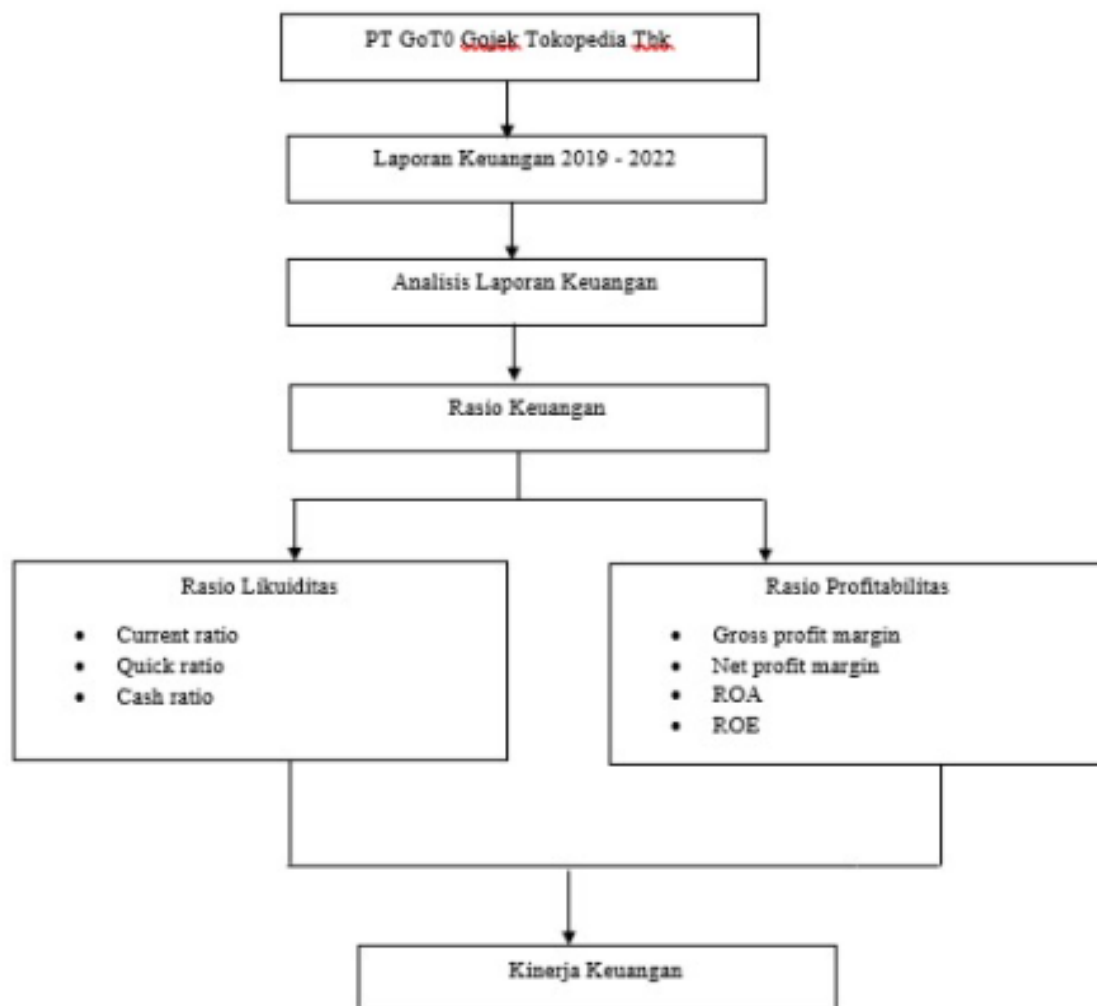 PT GoT0 Gojek Tokopedia Tbk
Laporan Keuangan 2019 - 2022
Analisis Laporan Keuangan
Rasio Keuangan
Rasio Likuiditas
• Current ratio
• Quick ratio
• Cash ratio
Rasio Profitabilitas
• Gross profit margin
• Net profit margin
• ROA
• ROE
Kinerja Keuangan